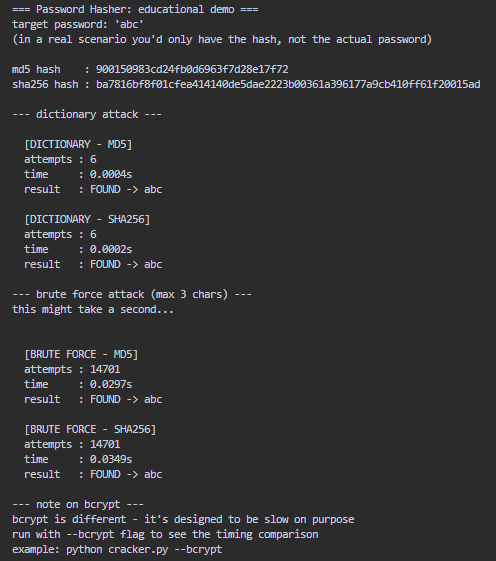 === Password Hasher: educational demo ===
target password: 'abc'
(in a real scenario you'd only have the hash, not the actual password)
md5 hash    : 900150983cd24fb0d6963f7d28e17f72
sha256 hash : ba7816bf8f01cfea414140de5dae2223b00361a396177a9cb410ff61f20015ad
--- dictionary attack ---
[DICTIONARY - MD5]
attempts : 6
time     : 0.0004s
result   : FOUND -> abc
[DICTIONARY - SHA256]
attempts : 6
time     : 0.0002s
result   : FOUND -> abc
--- brute force attack (max 3 chars) ---
this might take a second...
[BRUTE FORCE - MD5]
attempts : 14701
time     : 0.0297s
result   : FOUND -> abc
[BRUTE FORCE - SHA256]
attempts : 14701
time     : 0.0349s
result   : FOUND -> abc
--- note on bcrypt ---
bcrypt is different - it's designed to be slow on purpose
run with --bcrypt flag to see the timing comparison
example: python cracker.py --bcrypt